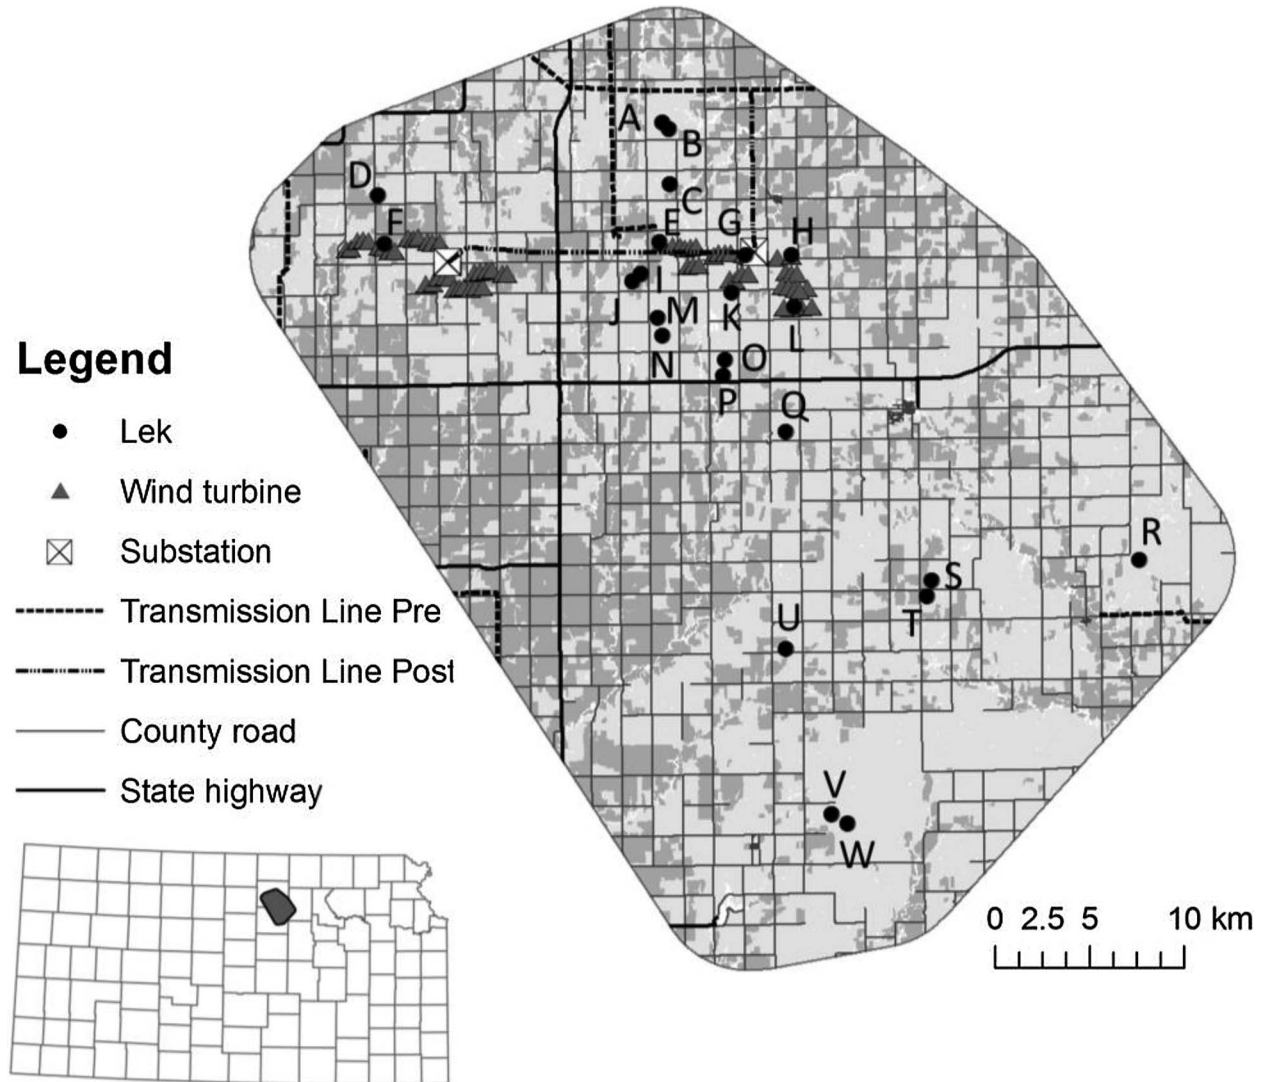 A
B
D
C
F
E
G
H
I
J
M
K
L
N
O
P
Q
Legend
Lek
Wind turbine
Substation
Transmission Line Pre
Transmission Line Post
County road
State highway
R
S
T
U
V
W
0 2.5 5 10 km